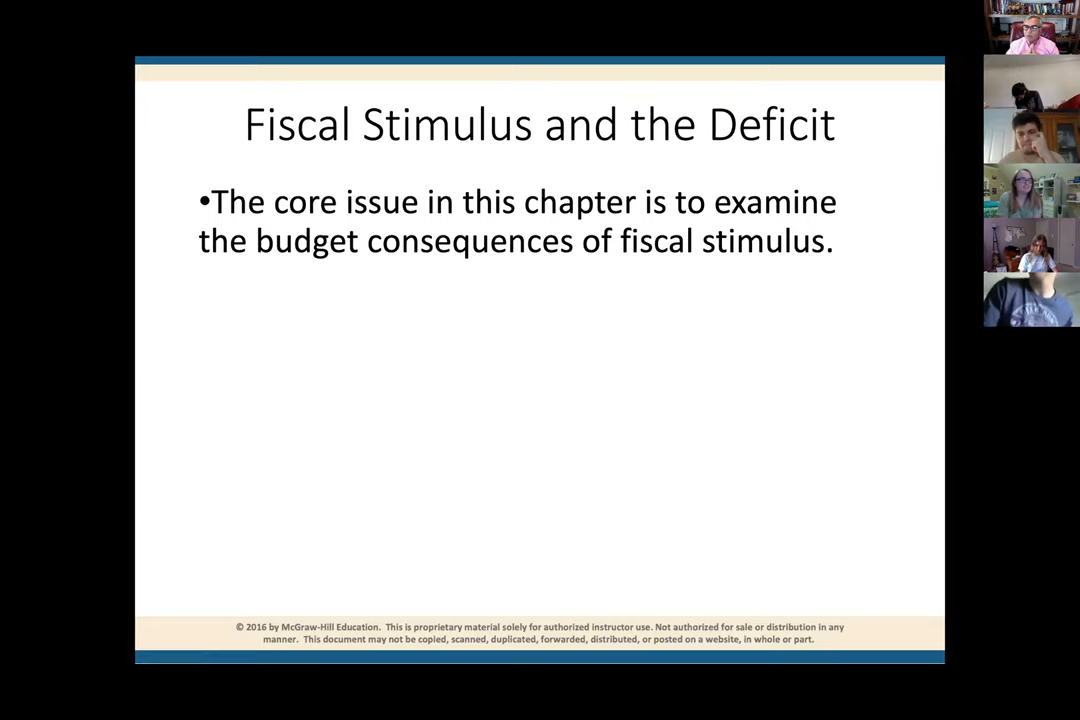 Fiscal Stimulus and the Deficit
•The core issue in this chapter is to examine
the budget consequences of fiscal stimulus.
© 2016 by McGraw-Hill Education. This is proprietary material solely for authorized instructor use. Not authorized for sale or distribution in any
manner. This document may not be copied, scanned, duplicated, forwarded, distributed, or posted on a website, in whole or part.